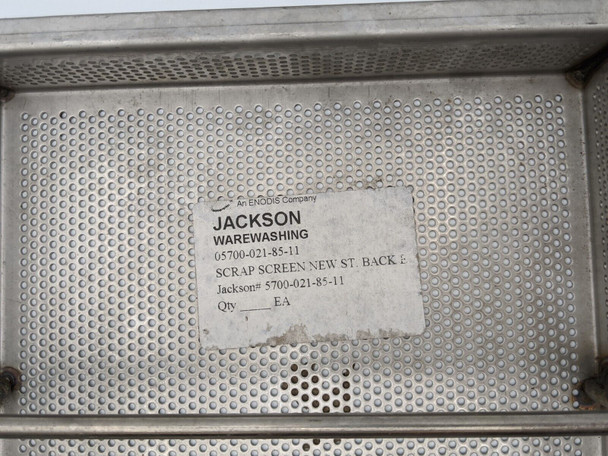 An ENODIS Company
JACKSON
WAREWASHING
05700-021-85-11
SCRAP SCREEN NEW ST. BACK
Jackson# 5700-021-85-11
Qty _____ EA